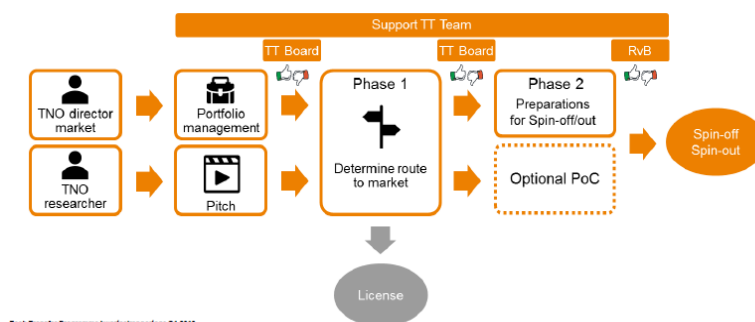 Support TT Team
TT Board
TT Board
RvB
TNO director
market
Portfolio
management
Phase 1
Determine route
to market
Phase 2
Preparations
for Spin-off/out
Spin-off
Spin-out
TNO
researcher
Pitch
Optional PoC
License